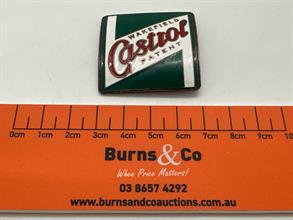 WAKEFIELD
Castrol
PATENT
0cm 1cm 2cm 3cm 4cm 5cm 6cm 7cm 8cm 9cm 10
Burns&Co
When Price Matters!
03 8657 4292
www.burnsandcoauctions.com.au